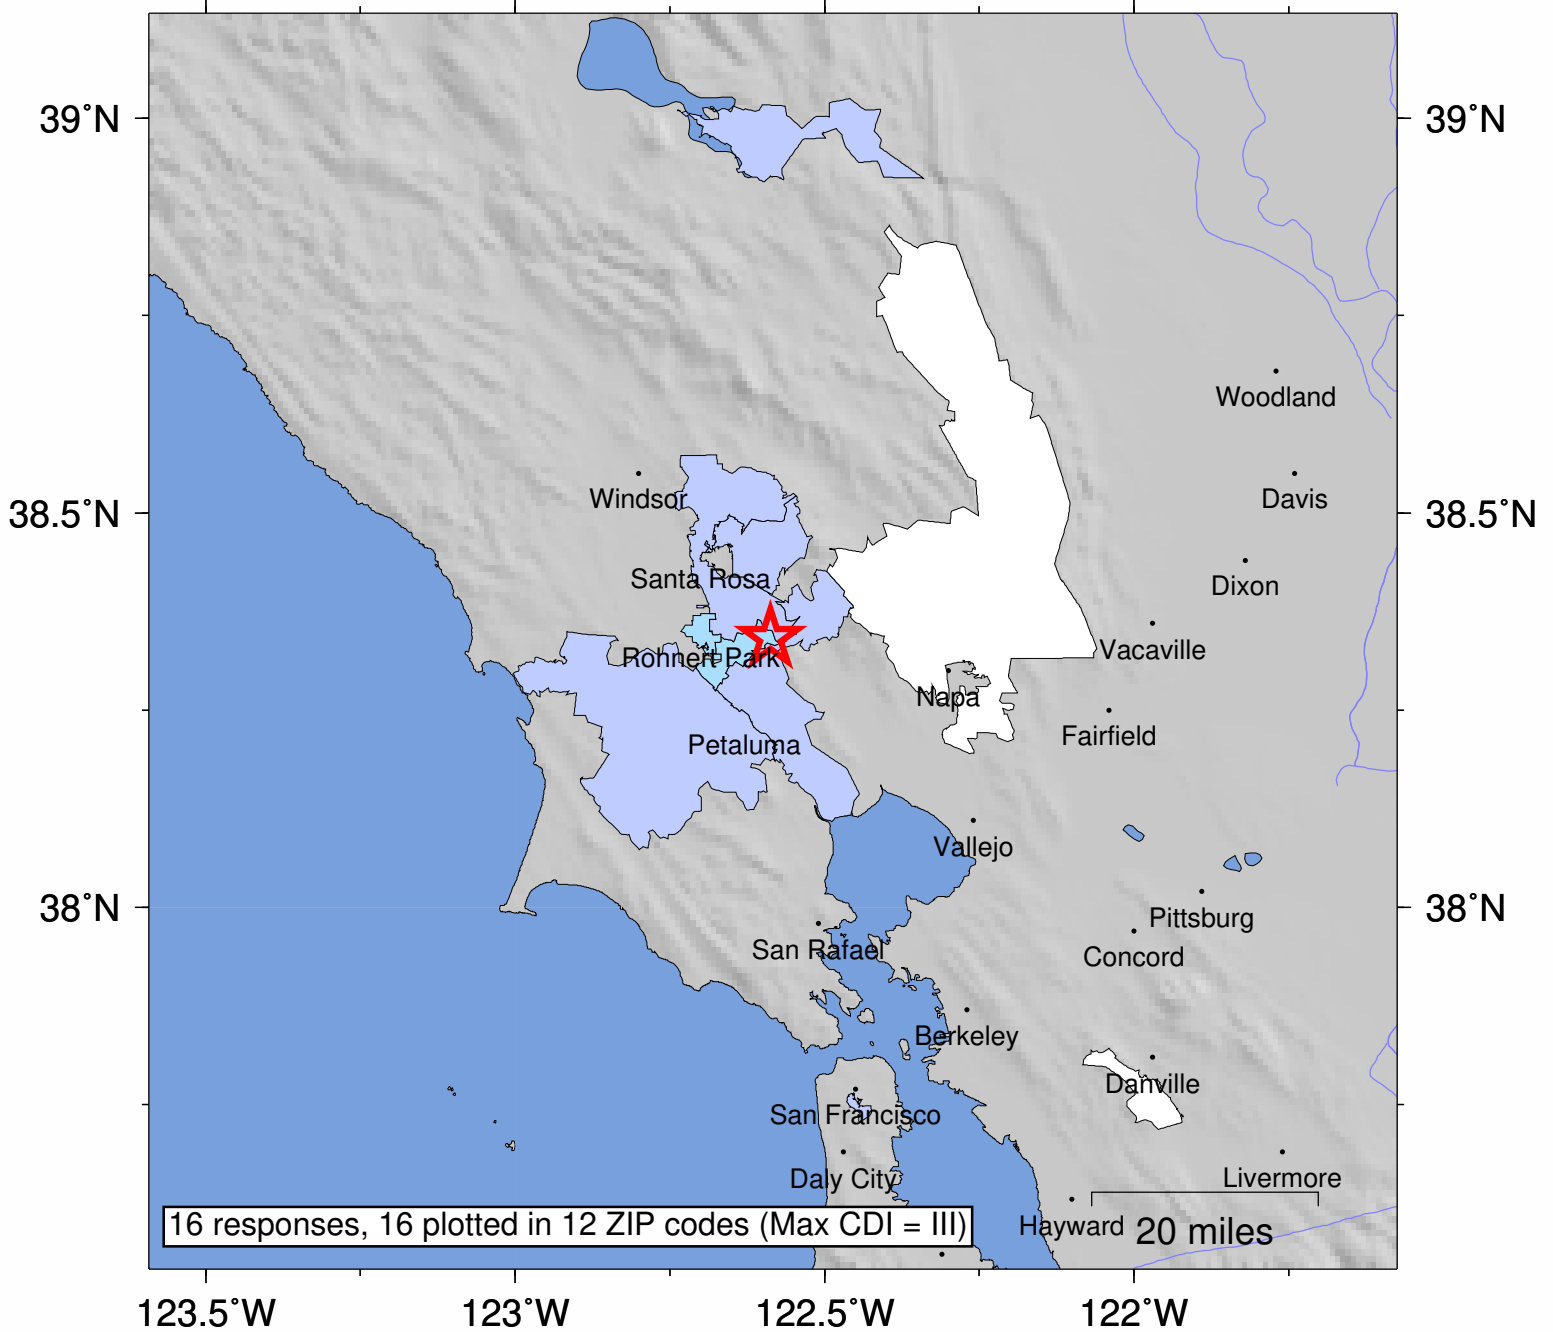 39˚N
39˚N
Woodland
Windsor
Davis
38.5˚N
38.5˚N
Santa Rosa
Dixon
Rohnert Park
Vacaville
Napa
Petaluma
Fairfield
Vallejo
38˚N
38˚N
Pittsburg
San Rafael
Concord
Berkeley
Danville
San Francisco
Daly City
Livermore
16 responses, 16 plotted in 12 ZIP codes (Max CDI = III)
Hayward
20 miles
123.5˚W
123˚W
122.5˚W
122˚W